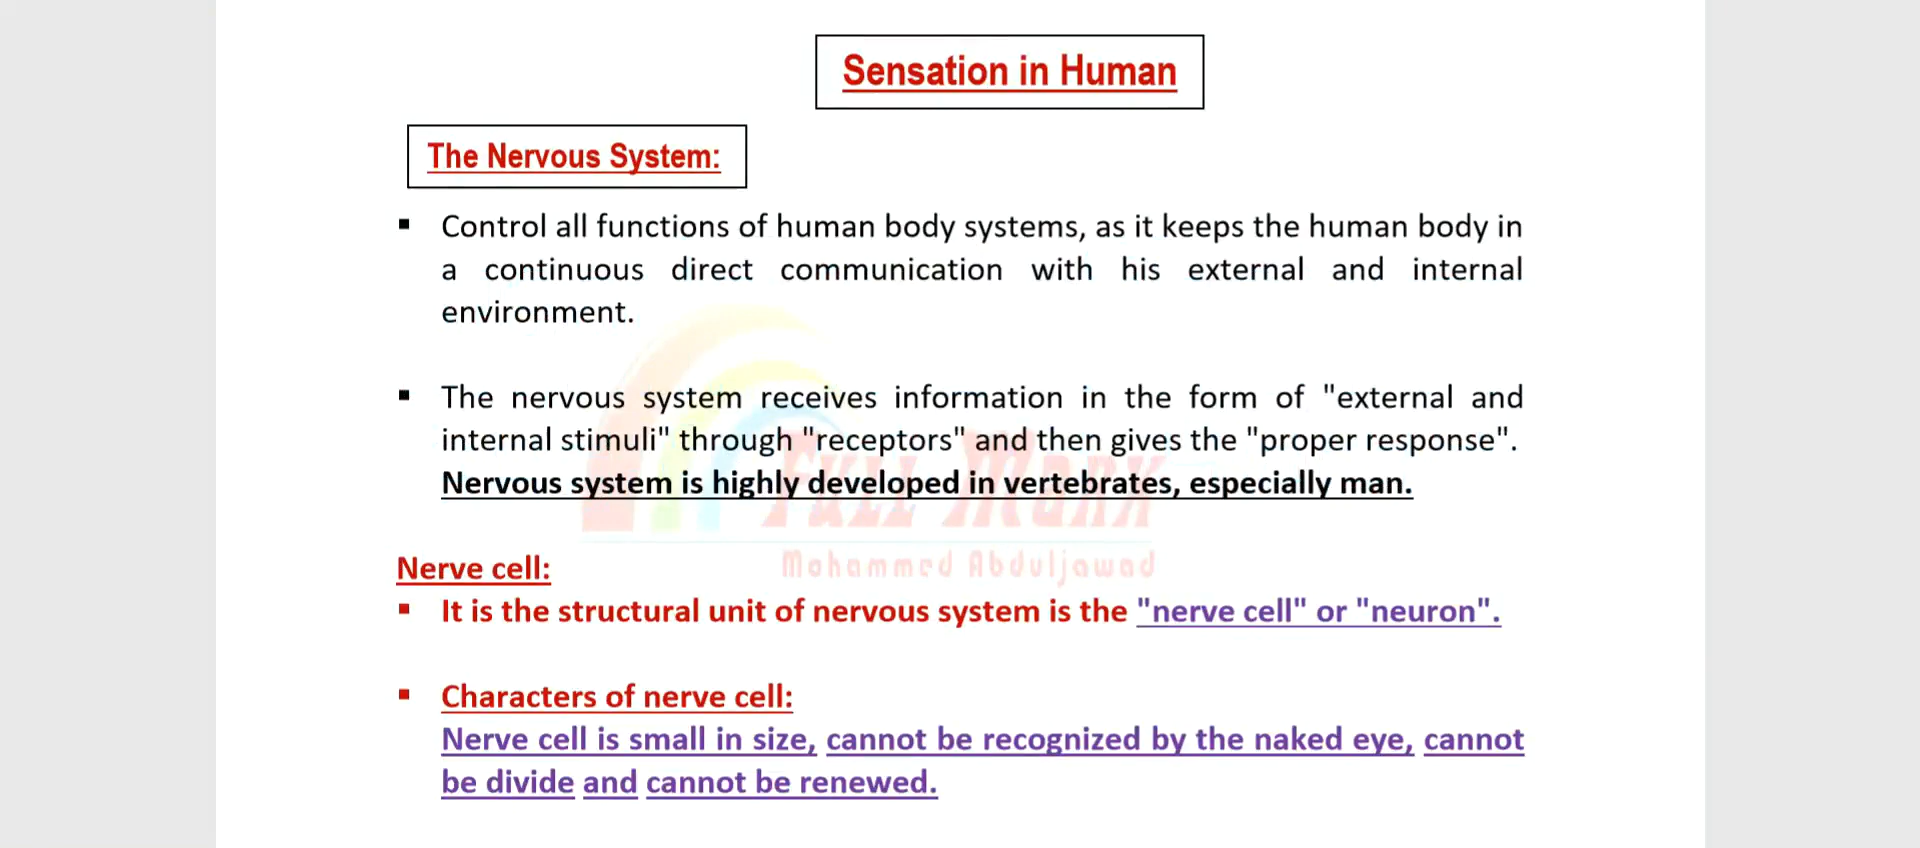 Sensation in Human
The Nervous System:
▪ Control all functions of human body systems, as it keeps the human body in
a continuous direct communication with his external and internal
environment.
▪ The nervous system receives information in the form of "external and
internal stimuli" through "receptors" and then gives the "proper response".
Nervous system is highly developed in vertebrates, especially man.
Full Mark
Mohammed Abduljawad
Nerve cell:
▪ It is the structural unit of nervous system is the "nerve cell" or "neuron".
▪ Characters of nerve cell:
Nerve cell is small in size, cannot be recognized by the naked eye, cannot
be divide and cannot be renewed.